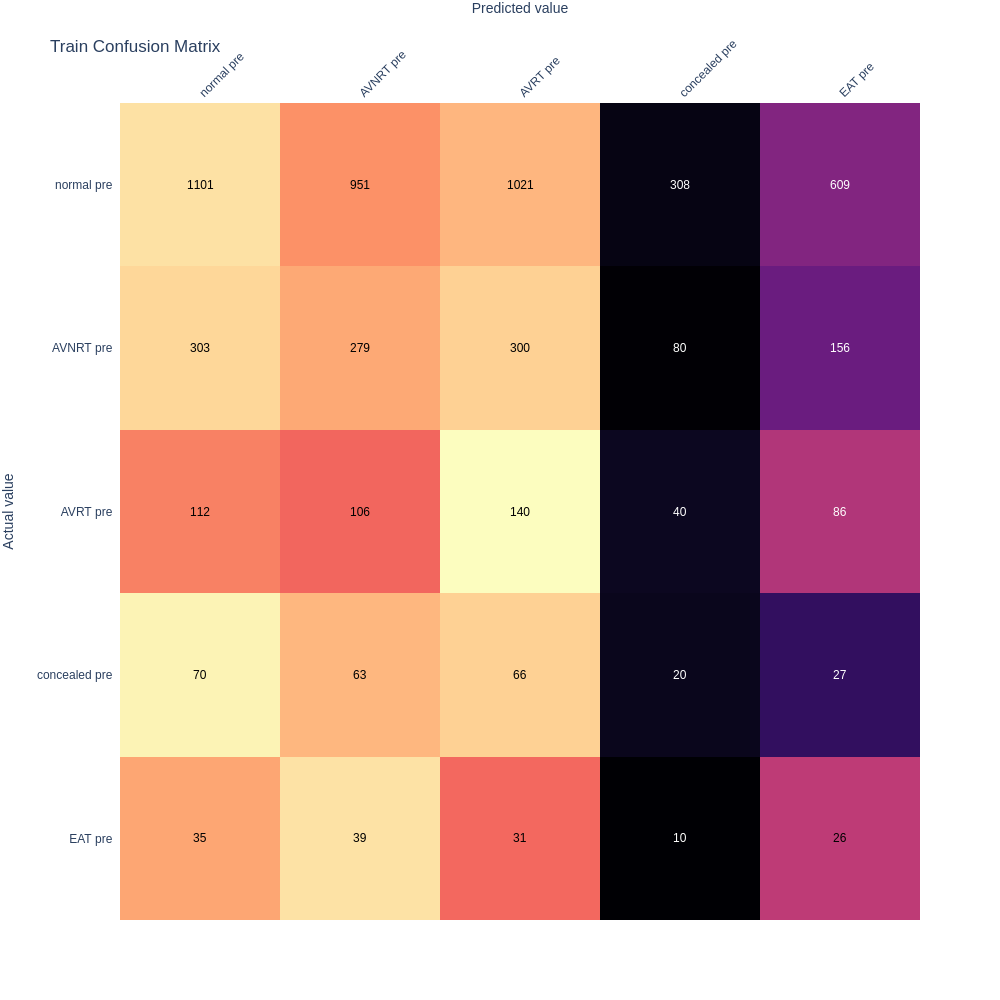 Predicted value
Train Confusion Matrix
normal pre
AVNRT pre
AVRT pre
concealed pre
EAT pre
Actual value
normal pre 1101 951 1021 308 609
AVNRT pre 303 279 300 80 156
AVRT pre 112 106 140 40 86
concealed pre 70 63 66 20 27
EAT pre 35 39 31 10 26